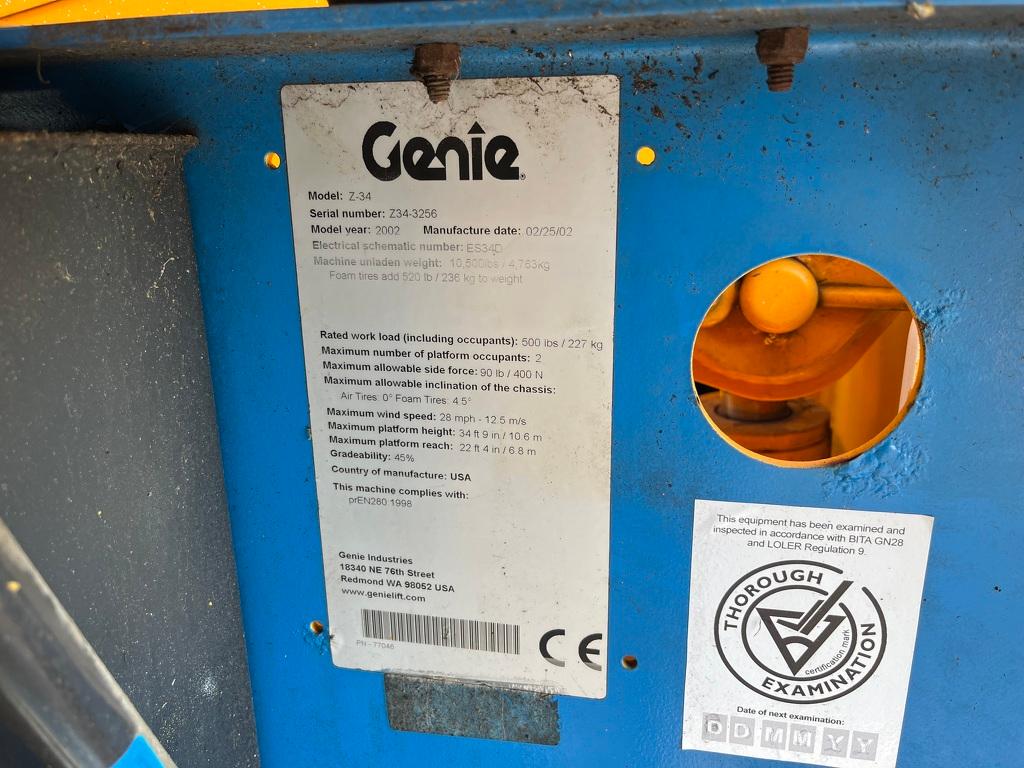 Genie
Model: Z-34
Serial number: Z34-3256
Model year: 2002 Manufacture date: 02/25/02
Electrical schematic number: ES34D
Machine unladen weight: 10,500lbs / 4,763kg
Foam tires add 520 lb / 236 kg to weight
Rated work load (including occupants): 500 lbs / 227 kg
Maximum number of platform occupants: 2
Maximum allowable side force: 90 lb / 400 N
Maximum allowable inclination of the chassis:
Air Tires: 0° Foam Tires: 4.5°
Maximum wind speed: 28 mph - 12.5 m/s
Maximum platform height: 34 ft 9 in / 10.6 m
Maximum platform reach: 22 ft 4 in / 6.8 m
Gradeability: 45%
Country of manufacture: USA
This machine complies with:
prEN280:1998
Genie Industries
18340 NE 76th Street
Redmond WA 98052 USA
www.genielift.com
PN - 77046
CE
This equipment has been examined and
inspected in accordance with BITA GN28
and LOLER Regulation 9.
THOROUGH
EXAMINATION
certification mark
Date of next examination:
D D M M Y Y